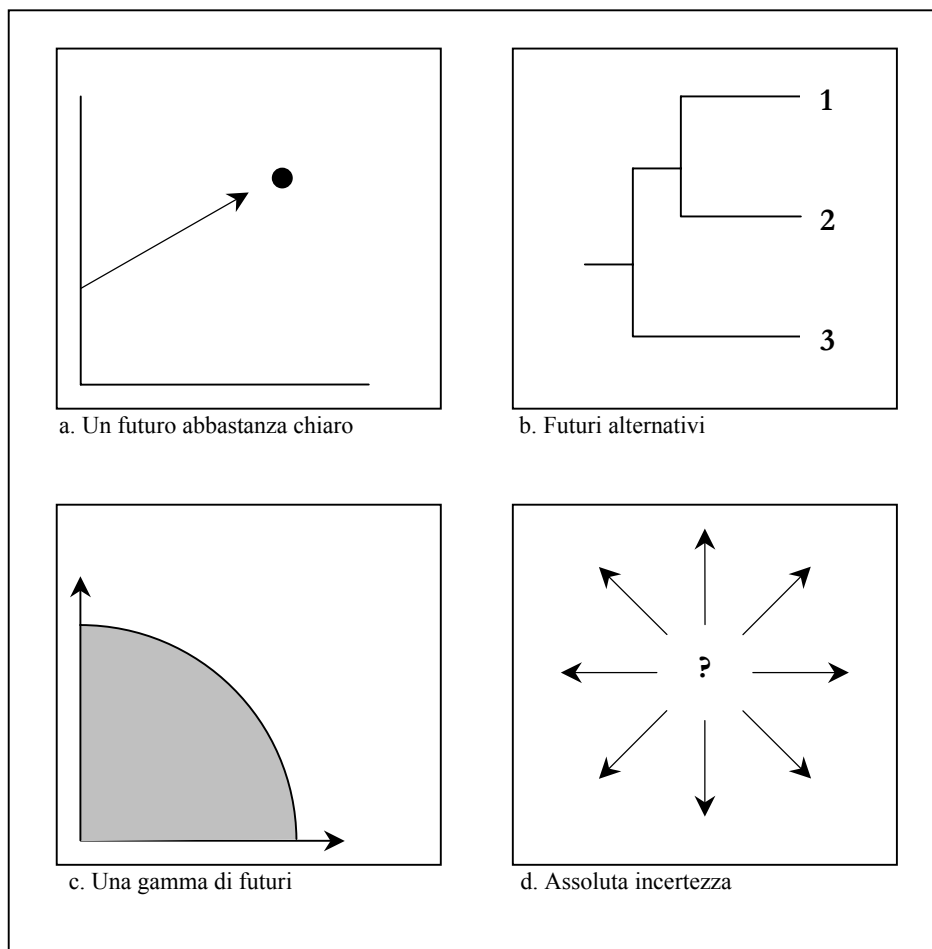 1
2
3
a. Un futuro abbastanza chiaro
b. Futuri alternativi
?
c. Una gamma di futuri
d. Assoluta incertezza